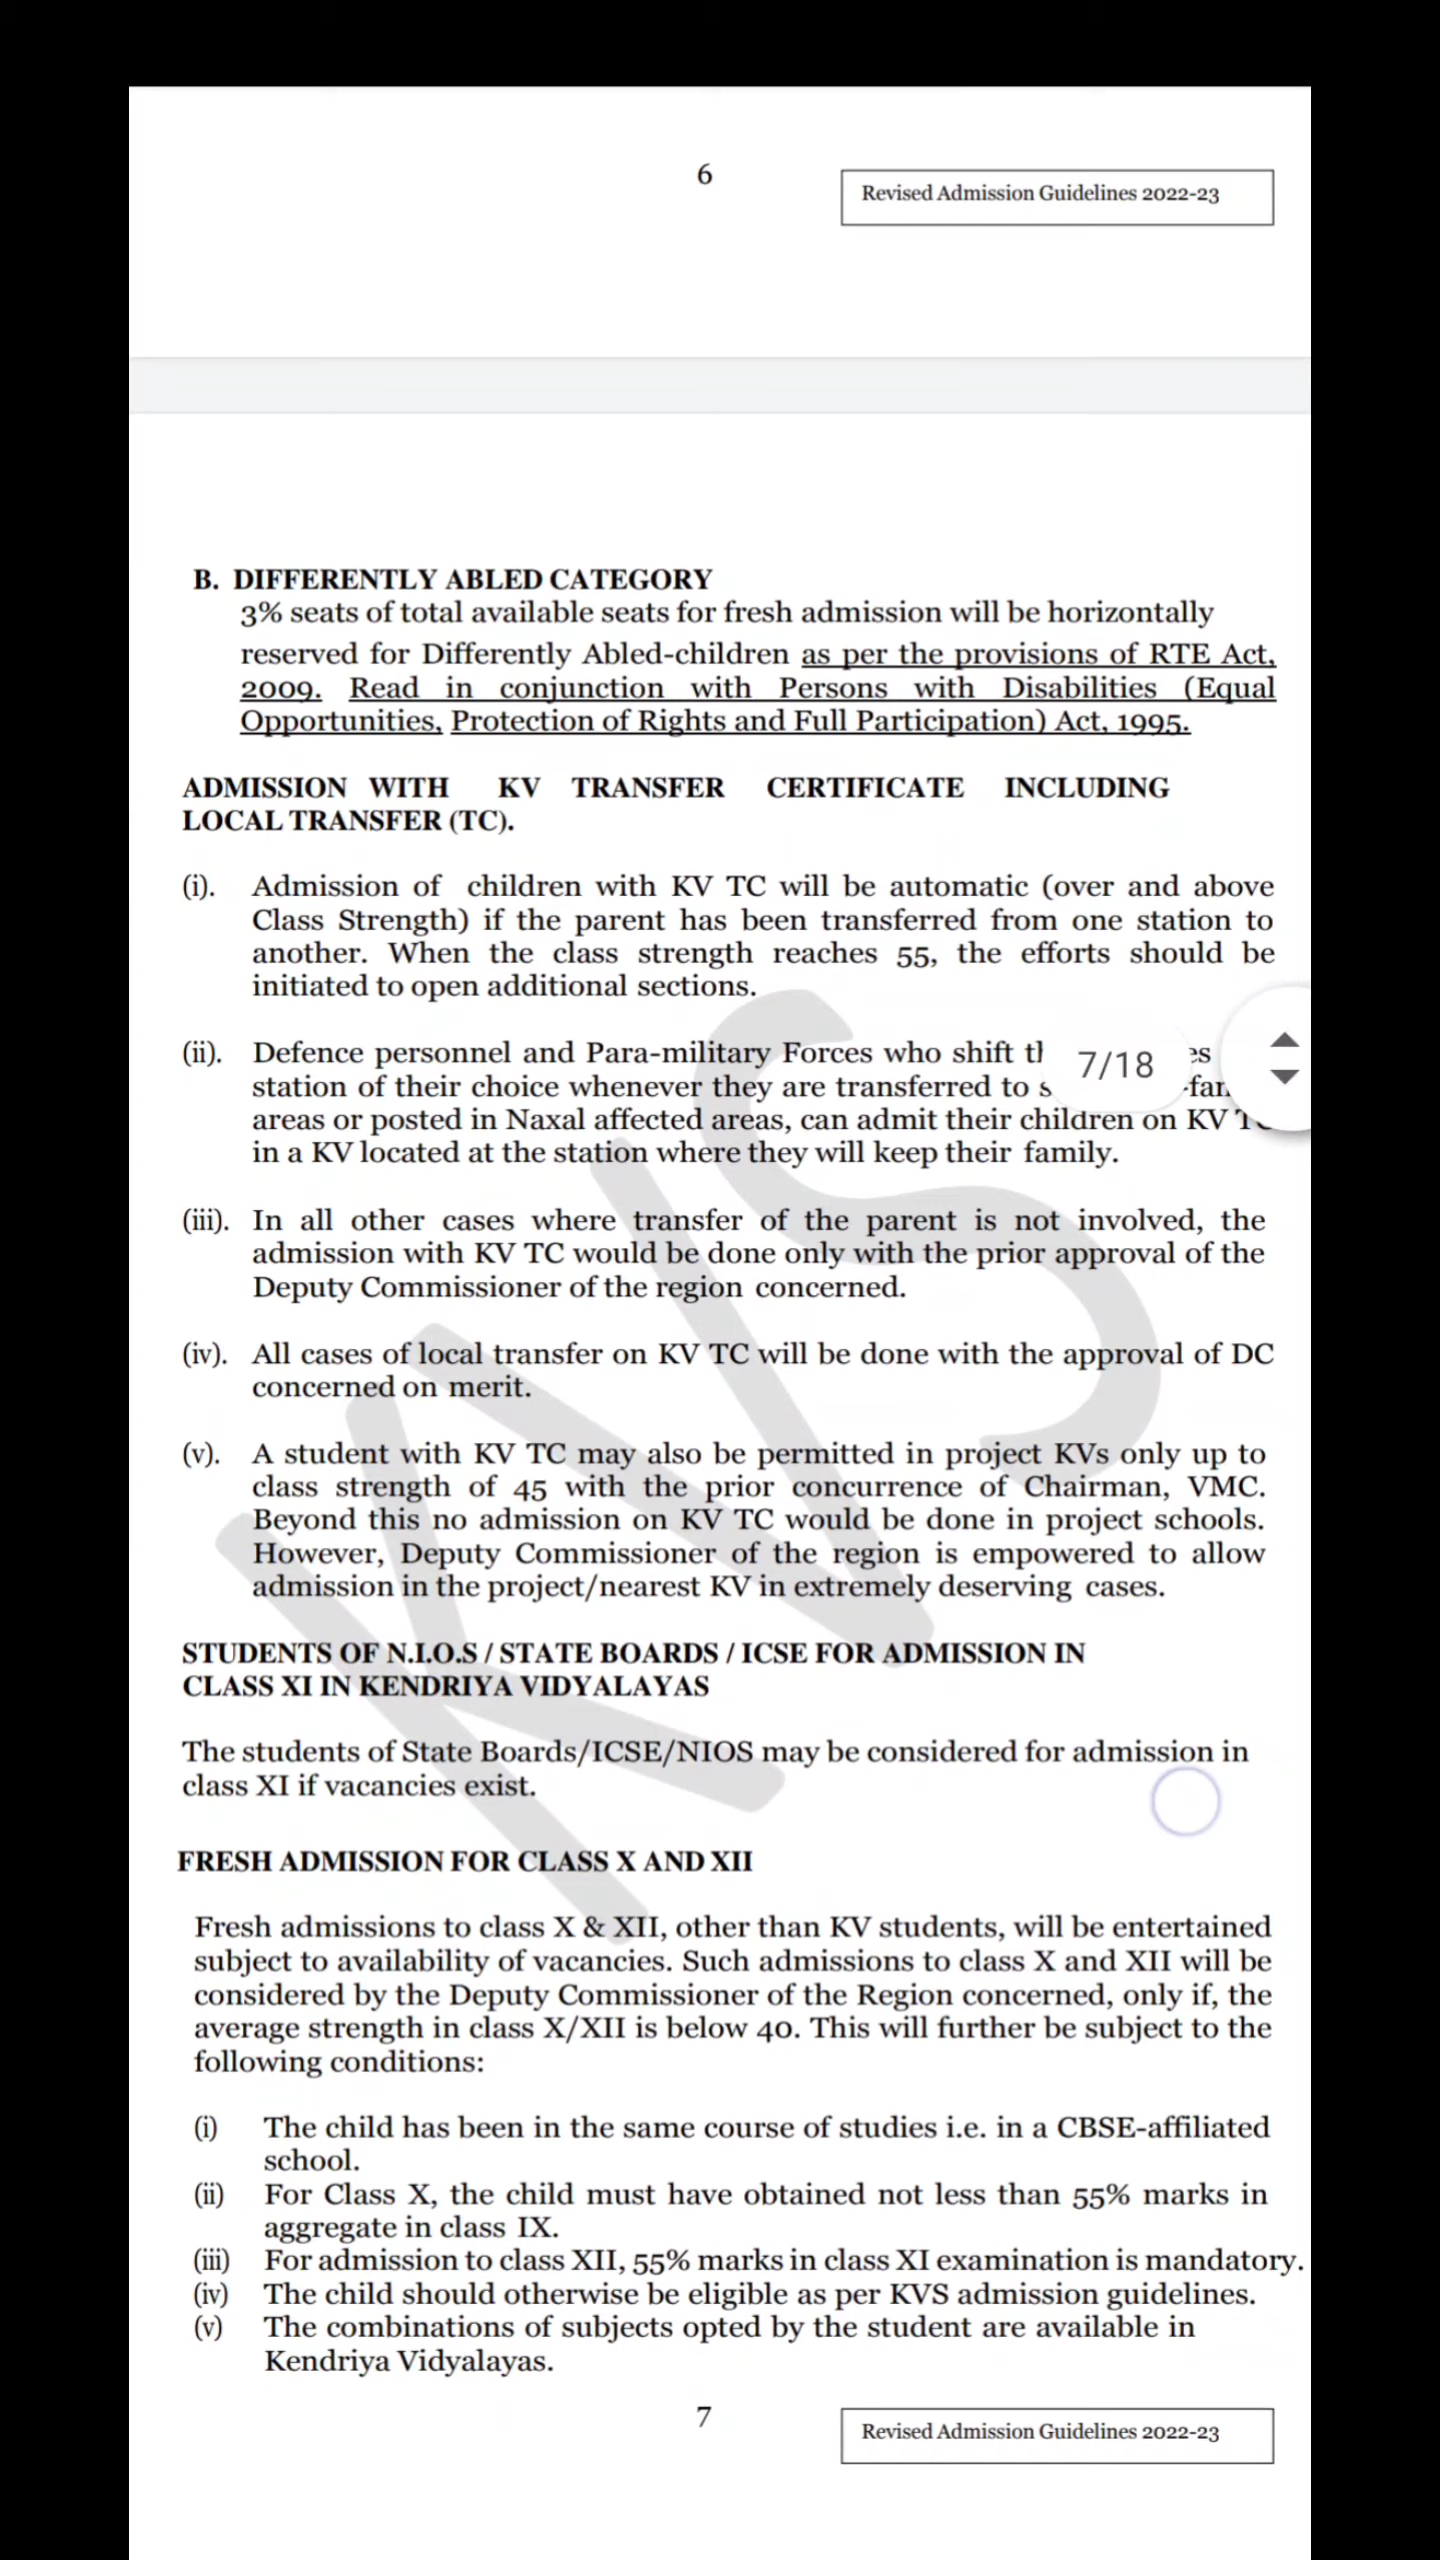 6
Revised Admission Guidelines 2022-23
B. DIFFERENTLY ABLED CATEGORY
3% seats of total available seats for fresh admission will be horizontally
reserved for Differently Abled-children as per the provisions of RTE Act,
2009. Read in conjunction with Persons with Disabilities (Equal
Opportunities, Protection of Rights and Full Participation) Act, 1995.
ADMISSION WITH KV TRANSFER CERTIFICATE INCLUDING
LOCAL TRANSFER (TC).
(i). Admission of children with KV TC will be automatic (over and above
Class Strength) if the parent has been transferred from one station to
another. When the class strength reaches 55, the efforts should be
initiated to open additional sections.
(ii). Defence personnel and Para-military Forces who shift
7/18
station of their choice whenever they are transferred to
areas or posted in Naxal affected areas, can admit their children on KV
in a KV located at the station where they will keep their family.
(iii). In all other cases where transfer of the parent is not involved, the
admission with KV TC would be done only with the prior approval of the
Deputy Commissioner of the region concerned.
(iv). All cases of local transfer on KV TC will be done with the approval of DC
concerned on merit.
(v). A student with KV TC may also be permitted in project KVs only up to
class strength of 45 with the prior concurrence of Chairman, VMC.
Beyond this no admission on KV TC would be done in project schools.
However, Deputy Commissioner of the region is empowered to allow
admission in the project/nearest KV in extremely deserving cases.
STUDENTS OF N.I.O.S / STATE BOARDS / ICSE FOR ADMISSION IN
CLASS XI IN KENDRIYA VIDYALAYAS
The students of State Boards/ICSE/NIOS may be considered for admission in
class XI if vacancies exist.
FRESH ADMISSION FOR CLASS X AND XII
Fresh admissions to class X & XII, other than KV students, will be entertained
subject to availability of vacancies. Such admissions to class X and XII will be
considered by the Deputy Commissioner of the Region concerned, only if, the
average strength in class X/XII is below 40. This will further be subject to the
following conditions:
(i) The child has been in the same course of studies i.e. in a CBSE-affiliated
school.
(ii) For Class X, the child must have obtained not less than 55% marks in
aggregate in class IX.
(iii) For admission to class XII, 55% marks in class XI examination is mandatory.
(iv) The child should otherwise be eligible as per KVS admission guidelines.
(v) The combinations of subjects opted by the student are available in
Kendriya Vidyalayas.
7
Revised Admission Guidelines 2022-23
KVS